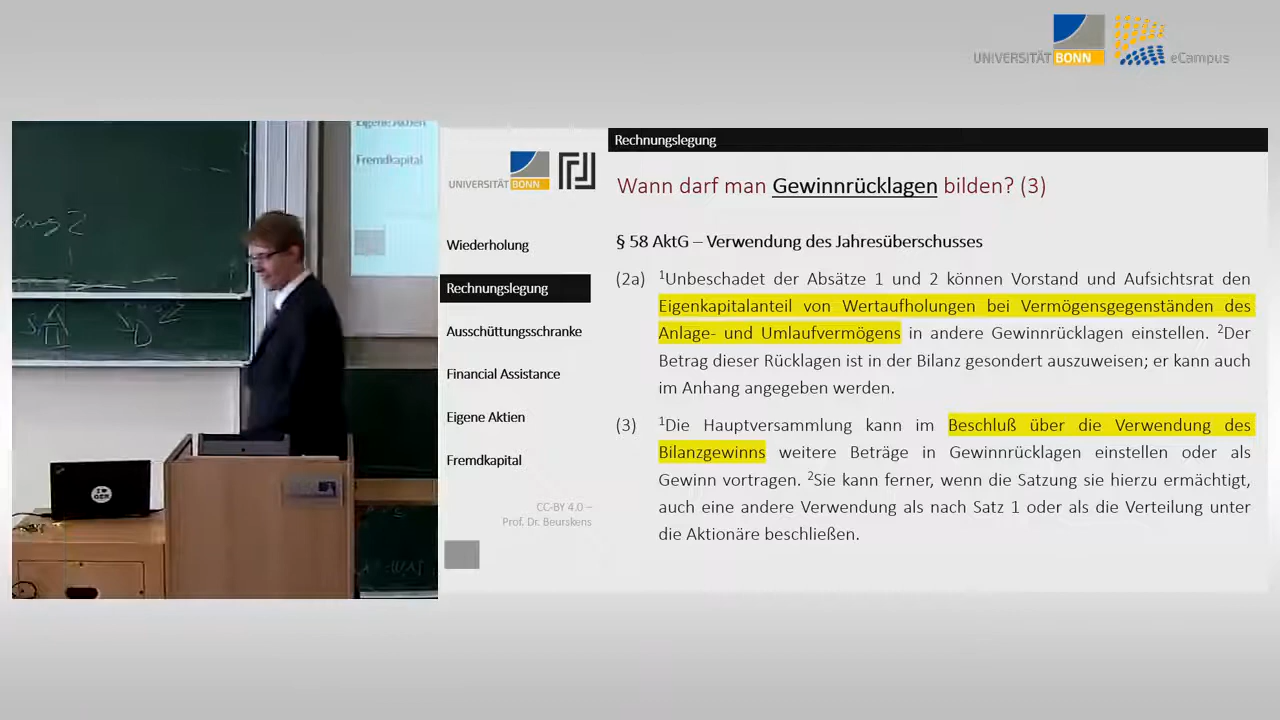 UNIVERSITÄT BONN eCampus
Eigene Aktien
Fremdkapital
UNIVERSITÄT BONN
Wiederholung
Rechnungslegung
Ausschüttungsschranke
Financial Assistance
Eigene Aktien
Fremdkapital
CC-BY 4.0 –
Prof. Dr. Beurskens
Rechnungslegung
Wann darf man Gewinnrücklagen bilden? (3)
§ 58 AktG – Verwendung des Jahresüberschusses
(2a) ¹Unbeschadet der Absätze 1 und 2 können Vorstand und Aufsichtsrat den
Eigenkapitalanteil von Wertaufholungen bei Vermögensgegenständen des
Anlage- und Umlaufvermögens in andere Gewinnrücklagen einstellen. ²Der
Betrag dieser Rücklagen ist in der Bilanz gesondert auszuweisen; er kann auch
im Anhang angegeben werden.
(3) ¹Die Hauptversammlung kann im Beschluß über die Verwendung des
Bilanzgewinns weitere Beträge in Gewinnrücklagen einstellen oder als
Gewinn vortragen. ²Sie kann ferner, wenn die Satzung sie hierzu ermächtigt,
auch eine andere Verwendung als nach Satz 1 oder als die Verteilung unter
die Aktionäre beschließen.